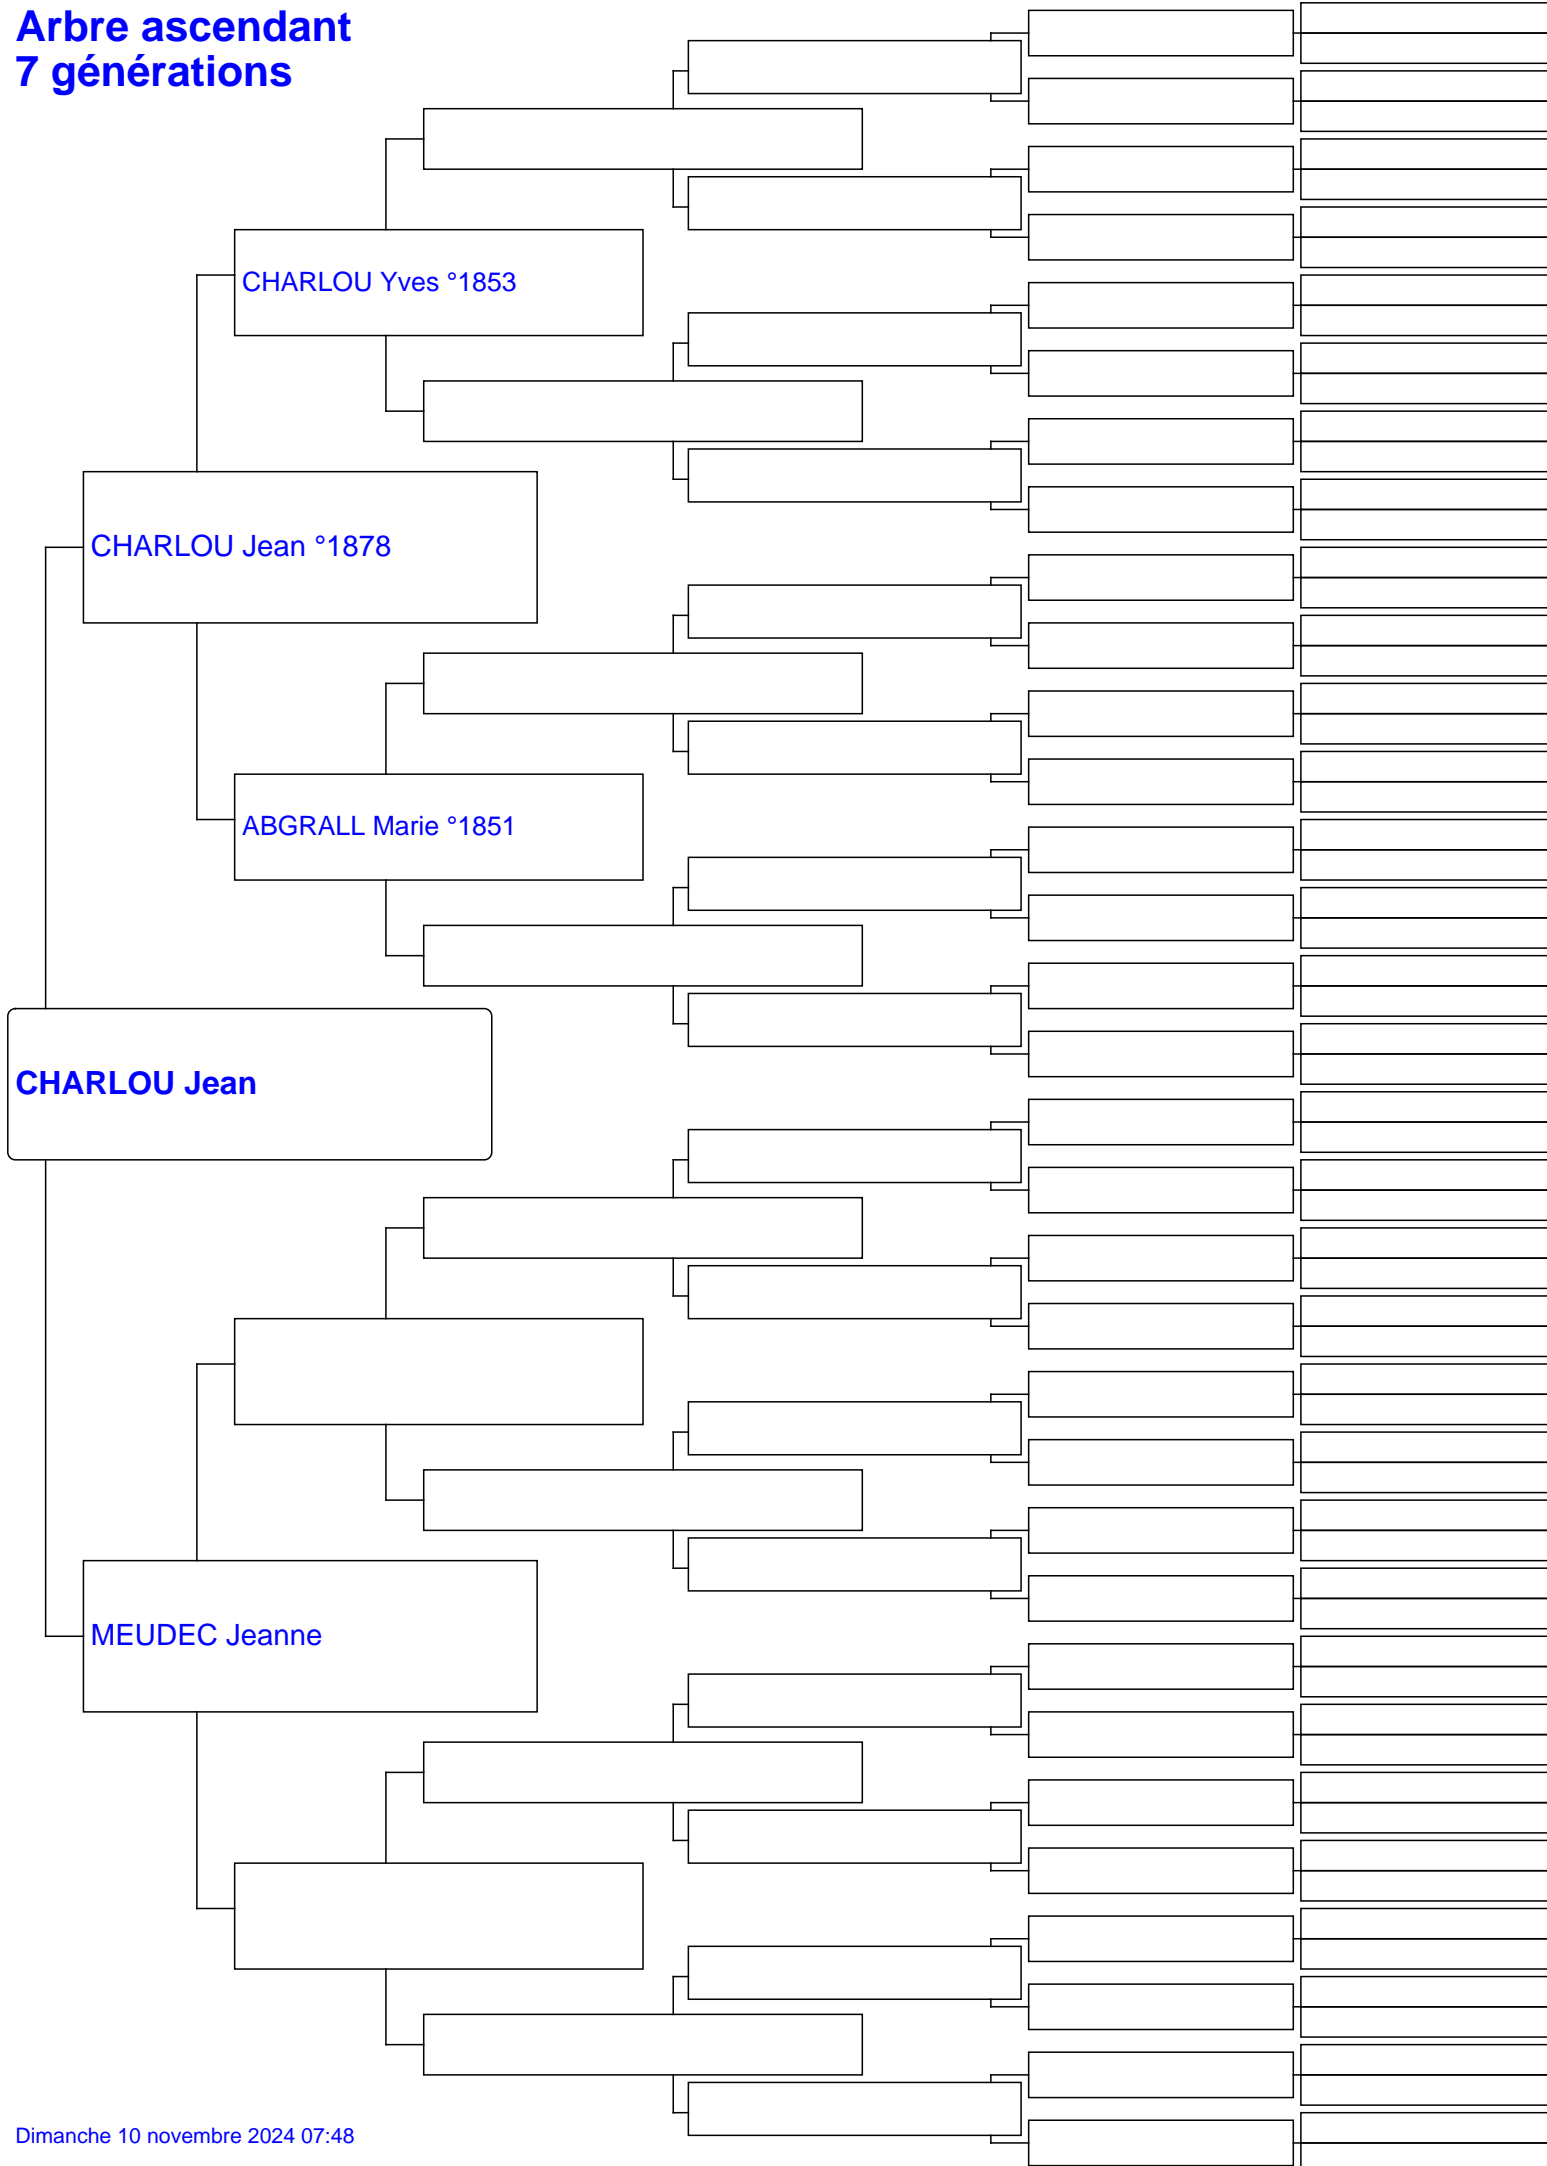 Arbre ascendant
7 générations
CHARLOU Yves °1853
CHARLOU Jean °1878
ABGRALL Marie °1851
CHARLOU Jean
MEUDEC Jeanne
Dimanche 10 novembre 2024 07:48